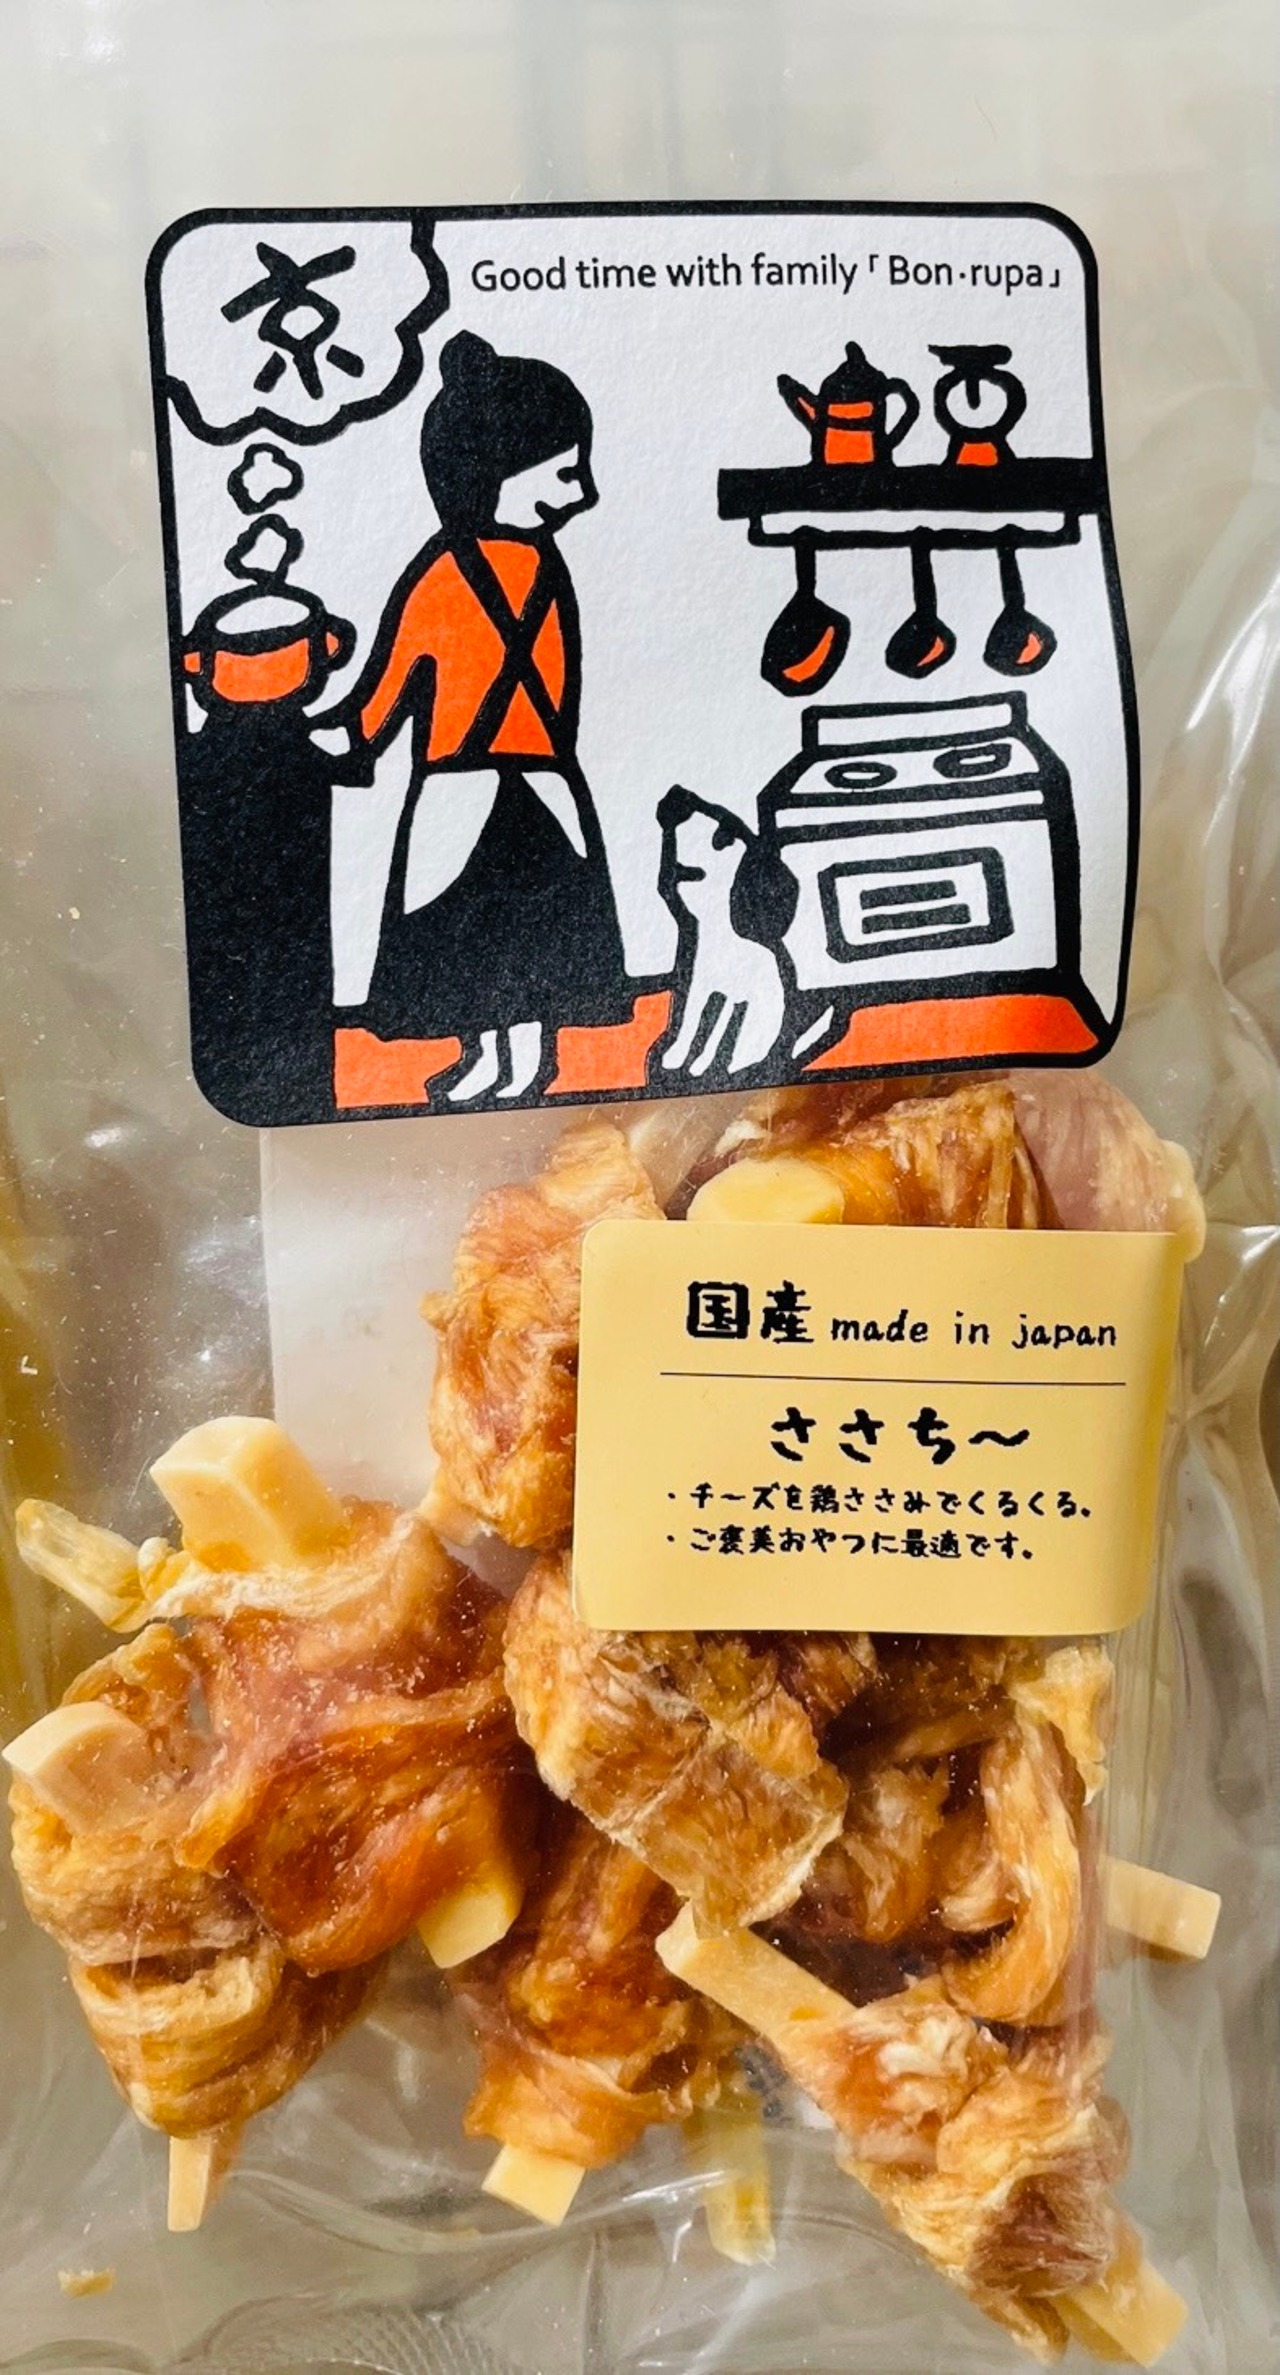 京
Good time with family「Bon・rupa」
国産 made in japan
ささち〜
・チーズを鶏ささみでくるくる。
・ご褒美おやつに最適です。